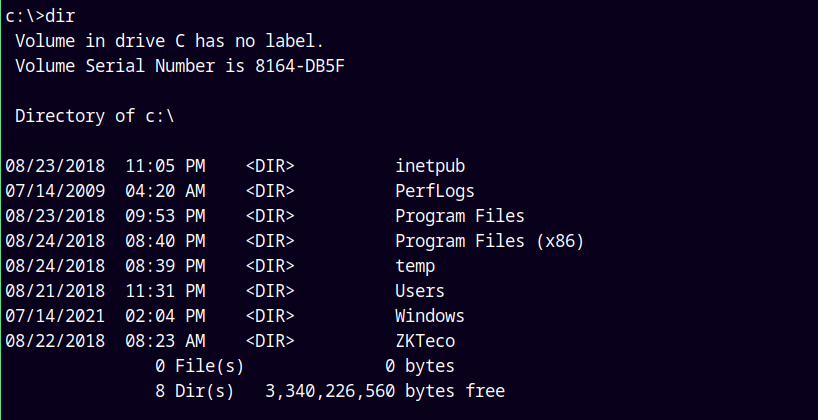 c:\>dir
 Volume in drive C has no label.
 Volume Serial Number is 8164-DB5F

 Directory of c:\

08/23/2018  11:05 PM    <DIR>          inetpub
07/14/2009  04:20 AM    <DIR>          PerfLogs
08/23/2018  09:53 PM    <DIR>          Program Files
08/24/2018  08:40 PM    <DIR>          Program Files (x86)
08/24/2018  08:39 PM    <DIR>          temp
08/21/2018  11:31 PM    <DIR>          Users
07/14/2021  02:04 PM    <DIR>          Windows
08/22/2018  08:23 AM    <DIR>          ZKTeco
               0 File(s)              0 bytes
               8 Dir(s)   3,340,226,560 bytes free